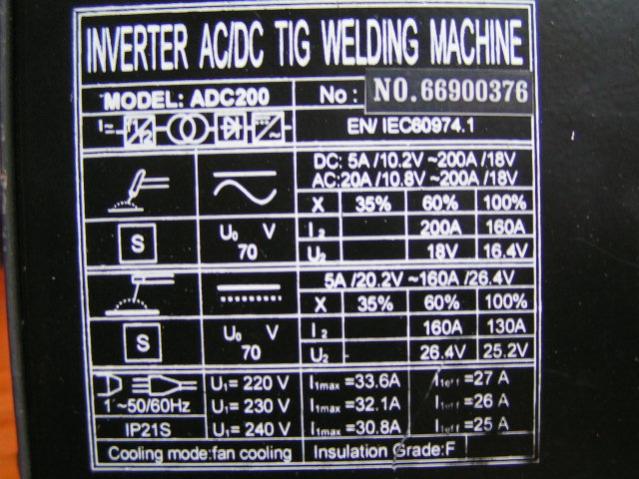 INVERTER AC/DC TIG WELDING MACHINE
MODEL: ADC200 No : NO.66900376
EN/ IEC60974.1
DC: 5A /10.2V ~200A /18V
AC:20A /10.8V ~200A /18V
X 35% 60% 100%
S U₀ V 70 I₂ 200A 160A
U₂ 18V 16.4V
5A /20.2V ~160A /26.4V
X 35% 60% 100%
S U₀ V 70 I₂ 160A 130A
U₂ 26.4V 25.2V
U₁= 220 V I₁max =33.6A I₁eff =27 A
1 ~50/60Hz U₁= 230 V I₁max =32.1A I₁eff =26 A
IP21S U₁= 240 V I₁max =30.8A I₁eff =25 A
Cooling mode:fan cooling Insulation Grade:F